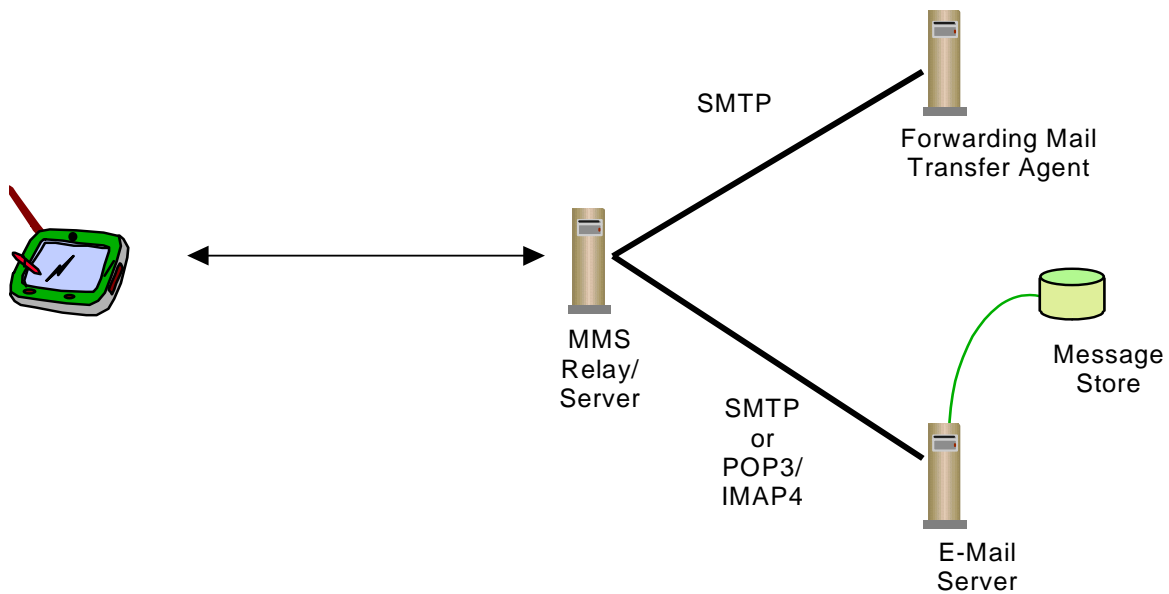 SMTP
Forwarding Mail
Transfer Agent
MMS
Relay/
Server
Message
Store
SMTP
or
POP3/
IMAP4
E-Mail
Server